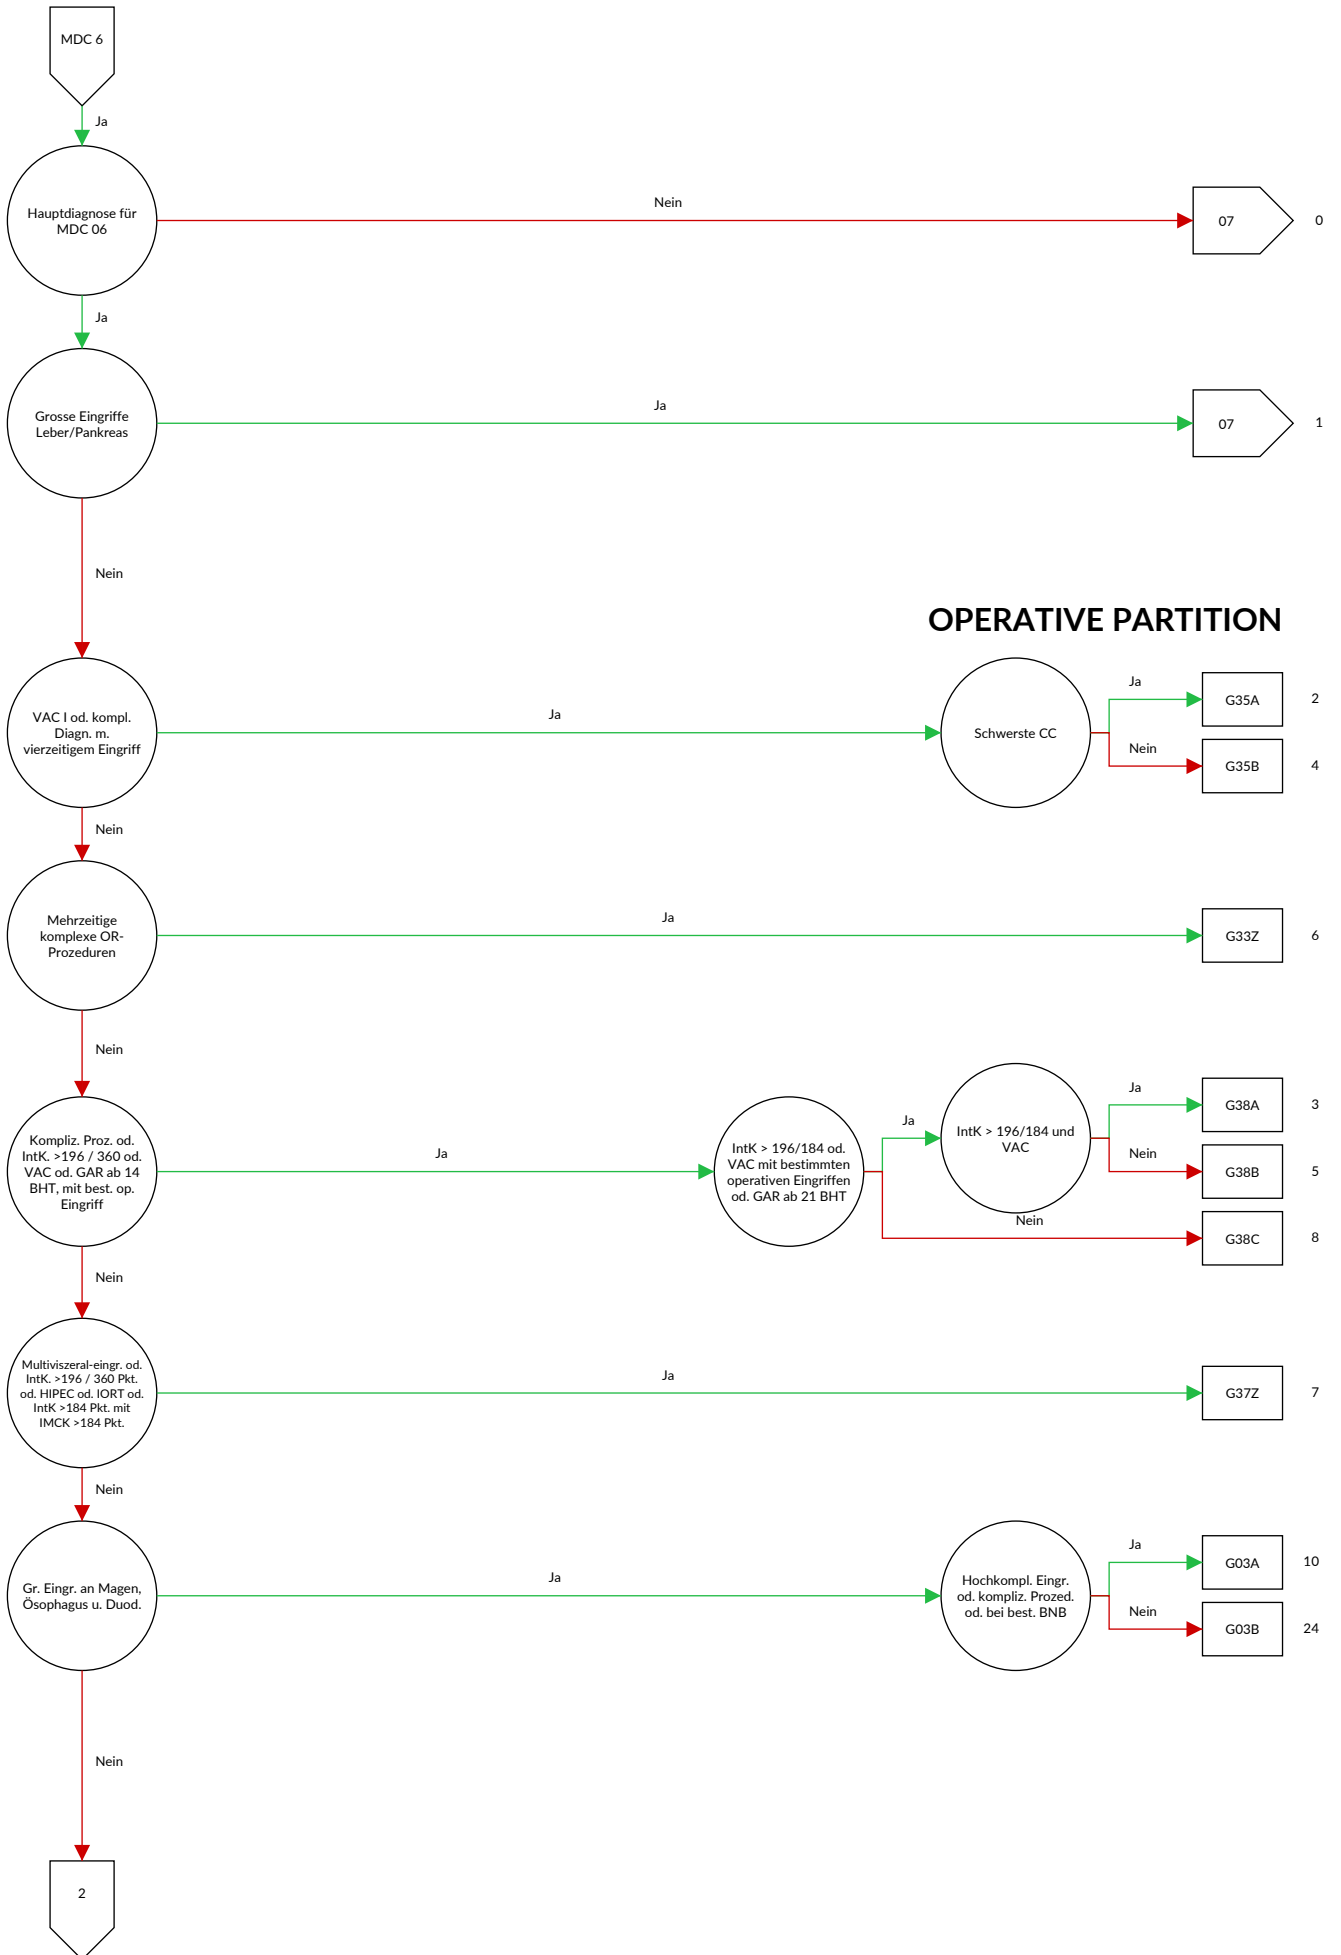 MDC 6
Ja
Hauptdiagnose für
MDC 06
Nein
07
0
Ja
Grosse Eingriffe
Leber/Pankreas
Ja
07
1
Nein
OPERATIVE PARTITION
VAC I od. kompl.
Diagn. m.
vierzeitigem Eingriff
Ja
Schwerste CC
Ja
G35A
2
Nein
G35B
4
Nein
Mehrzeitige
komplexe OR-
Prozeduren
Ja
G33Z
6
Nein
Kompliz. Proz. od.
IntK. >196 / 360 od.
VAC od. GAR ab 14
BHT, mit best. op.
Eingriff
Ja
IntK > 196/184 od.
VAC mit bestimmten
operativen Eingriffen
od. GAR ab 21 BHT
Ja
IntK > 196/184 und
VAC
Ja
G38A
3
Nein
G38B
5
Nein
G38C
8
Nein
Multiviszeral-eingr. od.
IntK. >196 / 360 Pkt.
od. HIPEC od. IORT od.
IntK >184 Pkt. mit
IMCK >184 Pkt.
Ja
G37Z
7
Nein
Gr. Eingr. an Magen,
Ösophagus u. Duod.
Ja
Hochkompl. Eingr.
od. kompliz. Prozed.
od. bei best. BNB
Ja
G03A
10
Nein
G03B
24
Nein
2